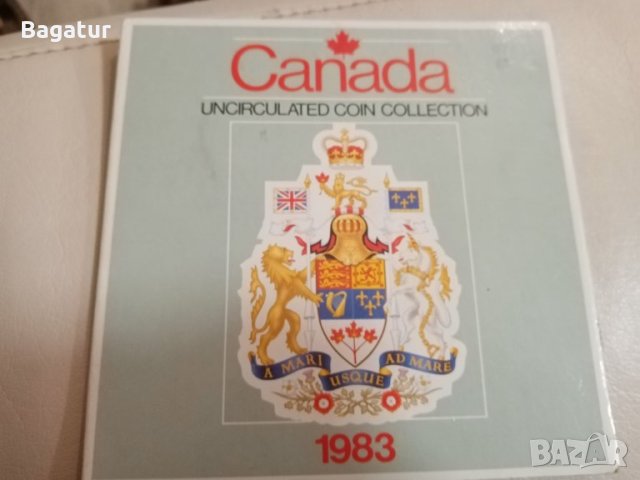 Bagatur
Canada
UNCIRCULATED COIN COLLECTION
A MARI USQUE AD MARE
1983
BAZAR